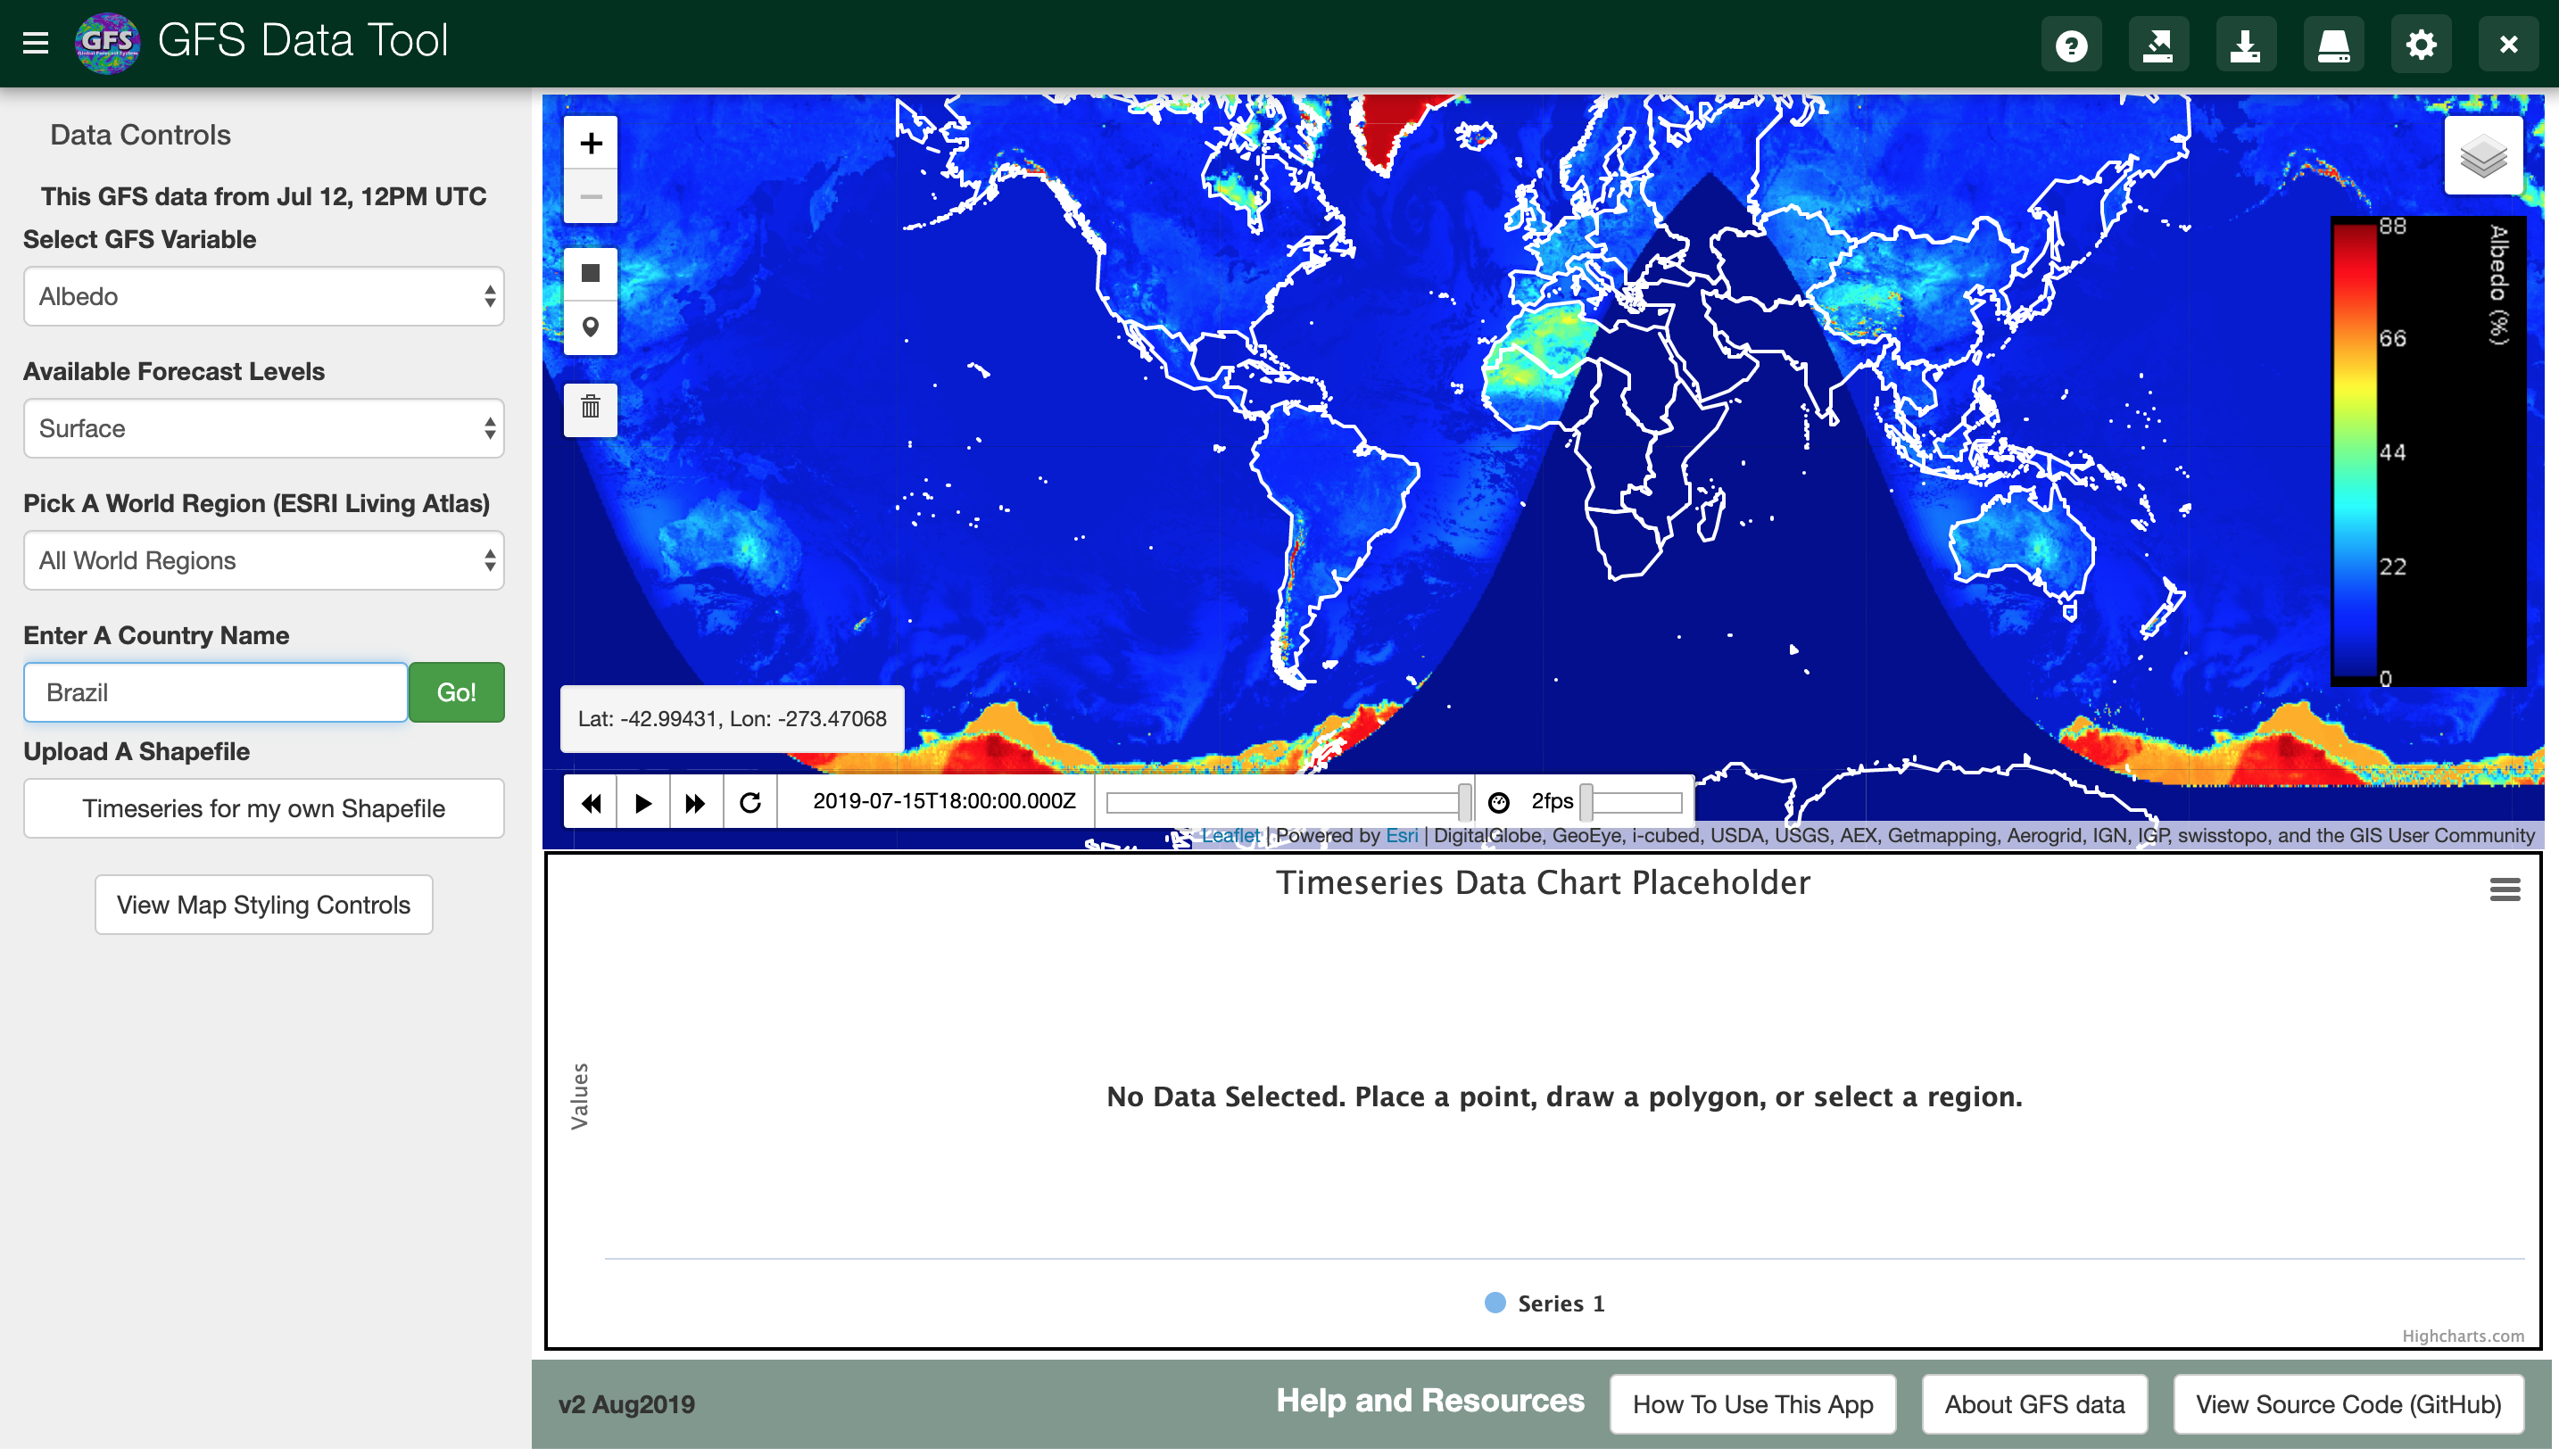 GFS
GFS Data Tool
Data Controls
This GFS data from Jul 12, 12PM UTC
Select GFS Variable
Albedo
Available Forecast Levels
Surface
Pick A World Region (ESRI Living Atlas)
All World Regions
Enter A Country Name
Brazil
Go!
Upload A Shapefile
Timeseries for my own Shapefile
View Map Styling Controls
+
−
Albedo (%)
88
66
44
22
0
Lat: -42.99431, Lon: -273.47068
2019-07-15T18:00:00.000Z
2fps
Leaflet | Powered by Esri | DigitalGlobe, GeoEye, i-cubed, USDA, USGS, AEX, Getmapping, Aerogrid, IGN, IGP, swisstopo, and the GIS User Community
Timeseries Data Chart Placeholder
Values
No Data Selected. Place a point, draw a polygon, or select a region.
Series 1
Highcharts.com
v2 Aug2019
Help and Resources
How To Use This App
About GFS data
View Source Code (GitHub)